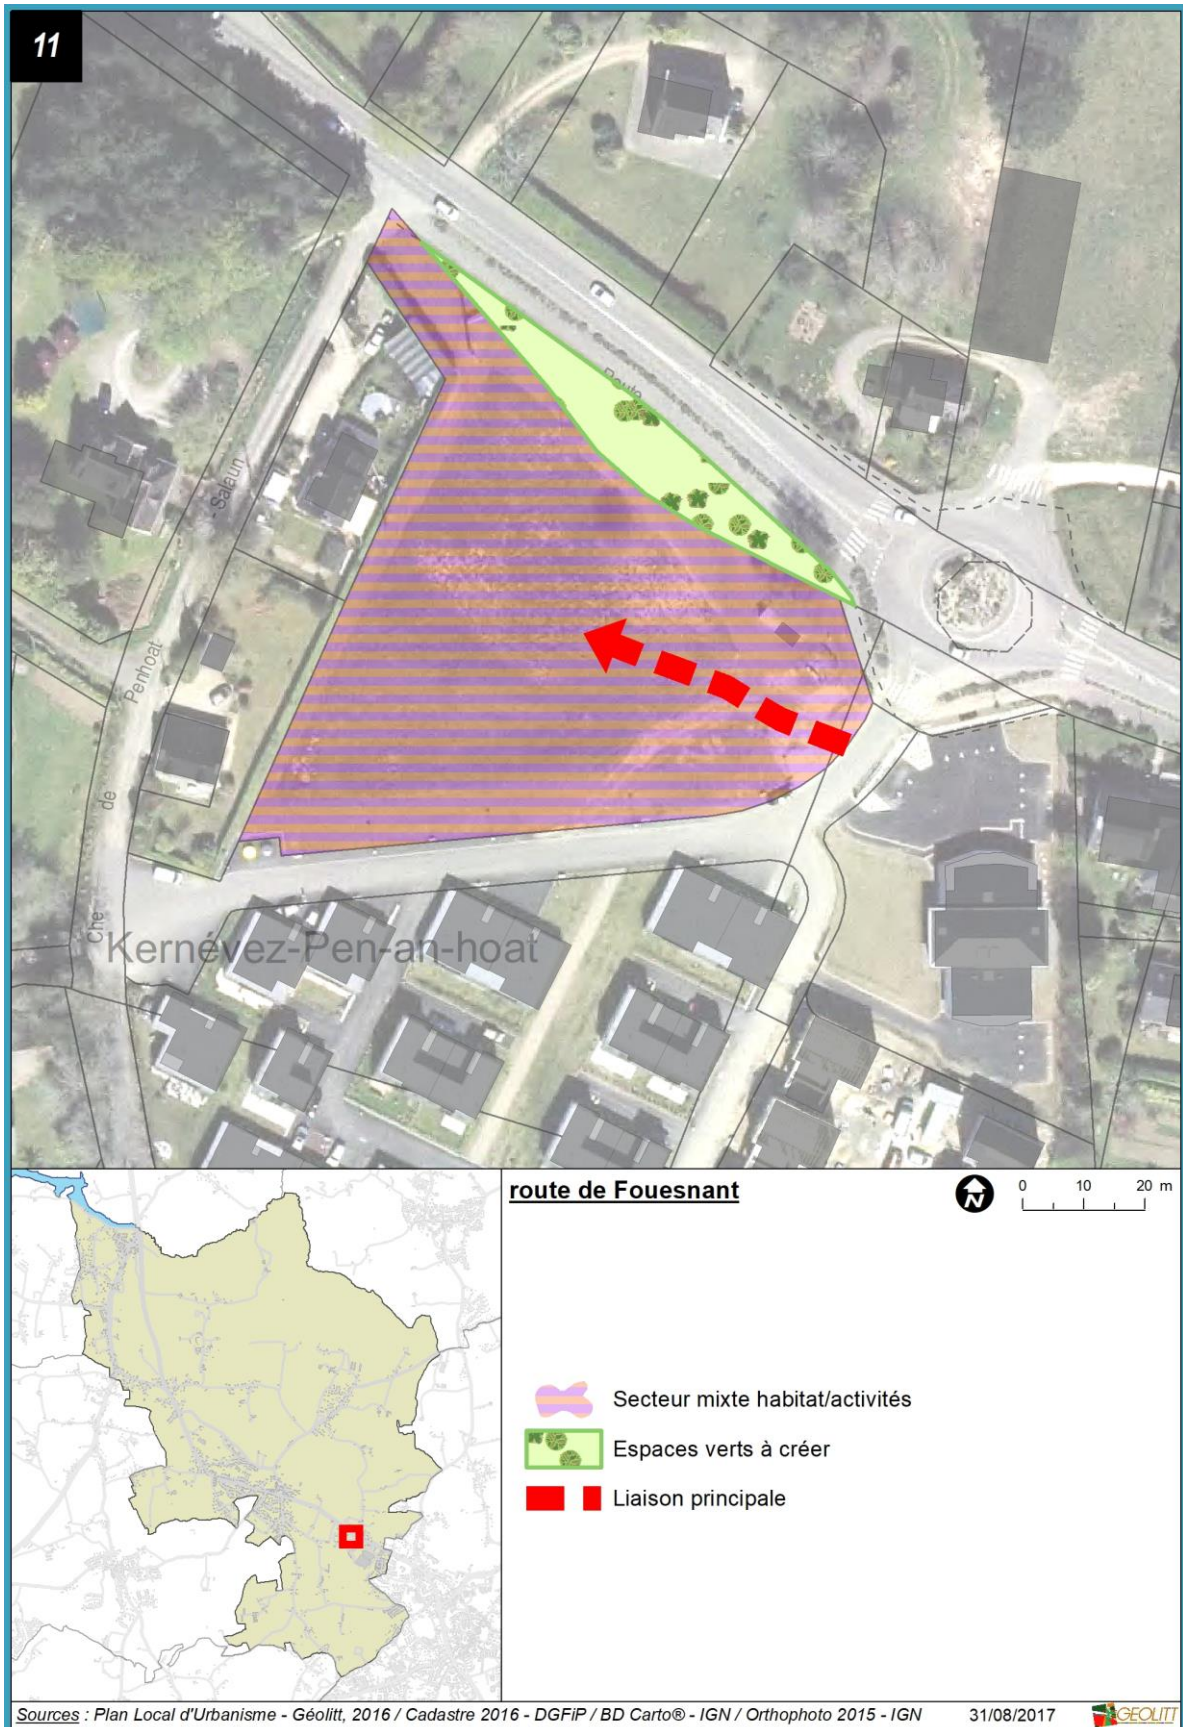 11
Route
Salaun
Penhoat
de
Che
Kernévez-Pen-an-hoat
route de Fouesnant
N
0 10 20 m
Secteur mixte habitat/activités
Espaces verts à créer
Liaison principale
Sources : Plan Local d'Urbanisme - Géolitt, 2016 / Cadastre 2016 - DGFiP / BD Carto® - IGN / Orthophoto 2015 - IGN 31/08/2017 GEOLITT